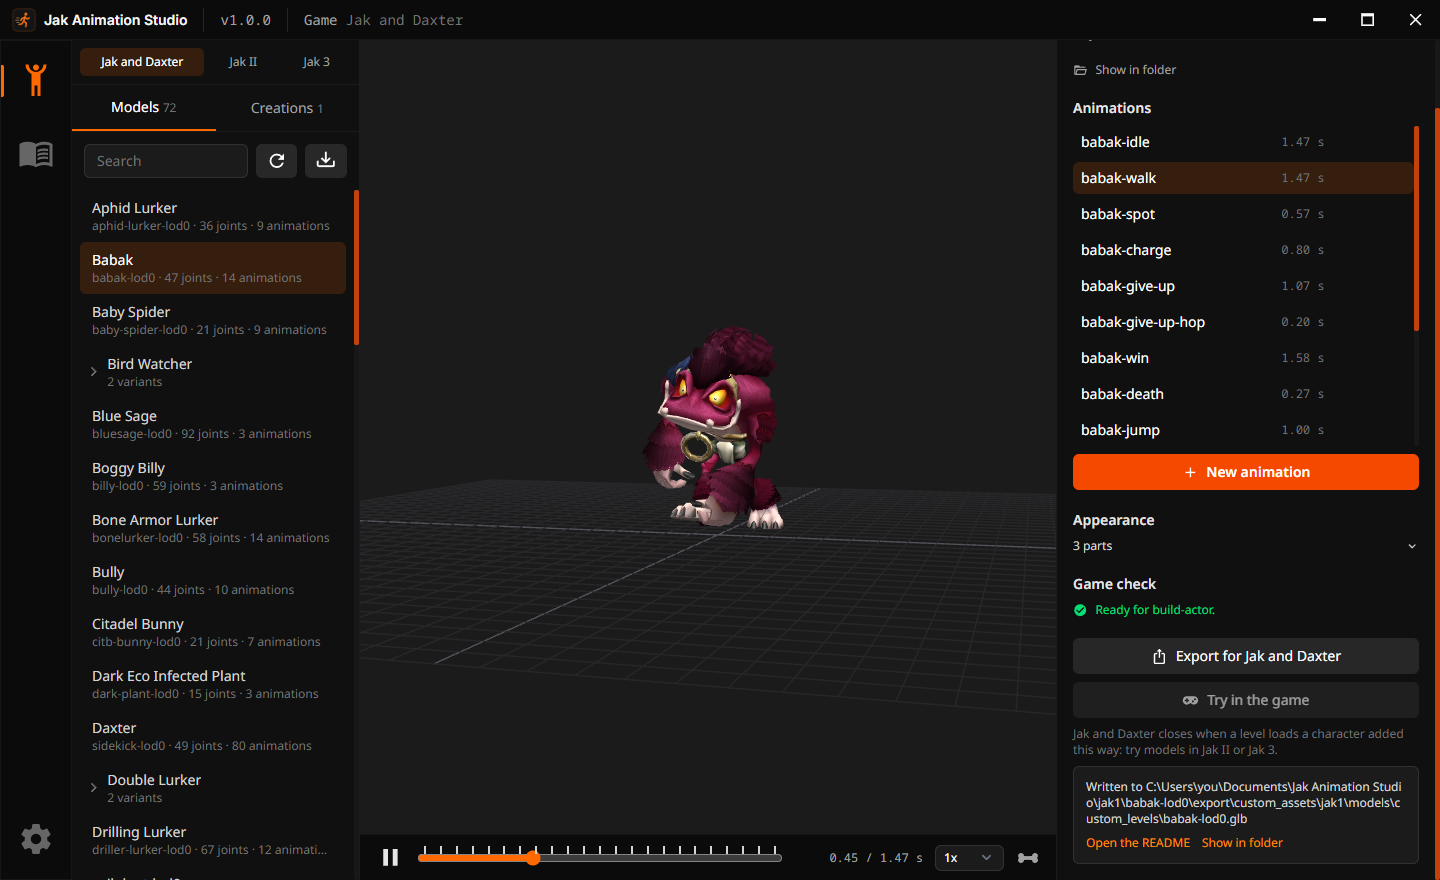 Jak Animation Studio
v1.0.0
Game Jak and Daxter
Jak and Daxter
Jak II
Jak 3
Models 72
Creations 1
Search
Aphid Lurker
aphid-lurker-lod0 · 36 joints · 9 animations
Babak
babak-lod0 · 47 joints · 14 animations
Baby Spider
baby-spider-lod0 · 21 joints · 9 animations
Bird Watcher
2 variants
Blue Sage
bluesage-lod0 · 92 joints · 3 animations
Boggy Billy
billy-lod0 · 59 joints · 3 animations
Bone Armor Lurker
bonelurker-lod0 · 58 joints · 14 animations
Bully
bully-lod0 · 44 joints · 10 animations
Citadel Bunny
citb-bunny-lod0 · 21 joints · 7 animations
Dark Eco Infected Plant
dark-plant-lod0 · 15 joints · 3 animations
Daxter
sidekick-lod0 · 49 joints · 80 animations
Double Lurker
2 variants
Drilling Lurker
driller-lurker-lod0 · 67 joints · 12 animati...
0.45 / 1.47 s
1x
Show in folder
Animations
babak-idle 1.47 s
babak-walk 1.47 s
babak-spot 0.57 s
babak-charge 0.80 s
babak-give-up 1.07 s
babak-give-up-hop 0.20 s
babak-win 1.58 s
babak-death 0.27 s
babak-jump 1.00 s
New animation
Appearance
3 parts
Game check
Ready for build-actor.
Export for Jak and Daxter
Try in the game
Jak and Daxter closes when a level loads a character added
this way: try models in Jak II or Jak 3.
Written to C:\Users\you\Documents\Jak Animation Studi
o\jak1\babak-lod0\export\custom_assets\jak1\models\c
ustom_levels\babak-lod0.glb
Open the README Show in folder